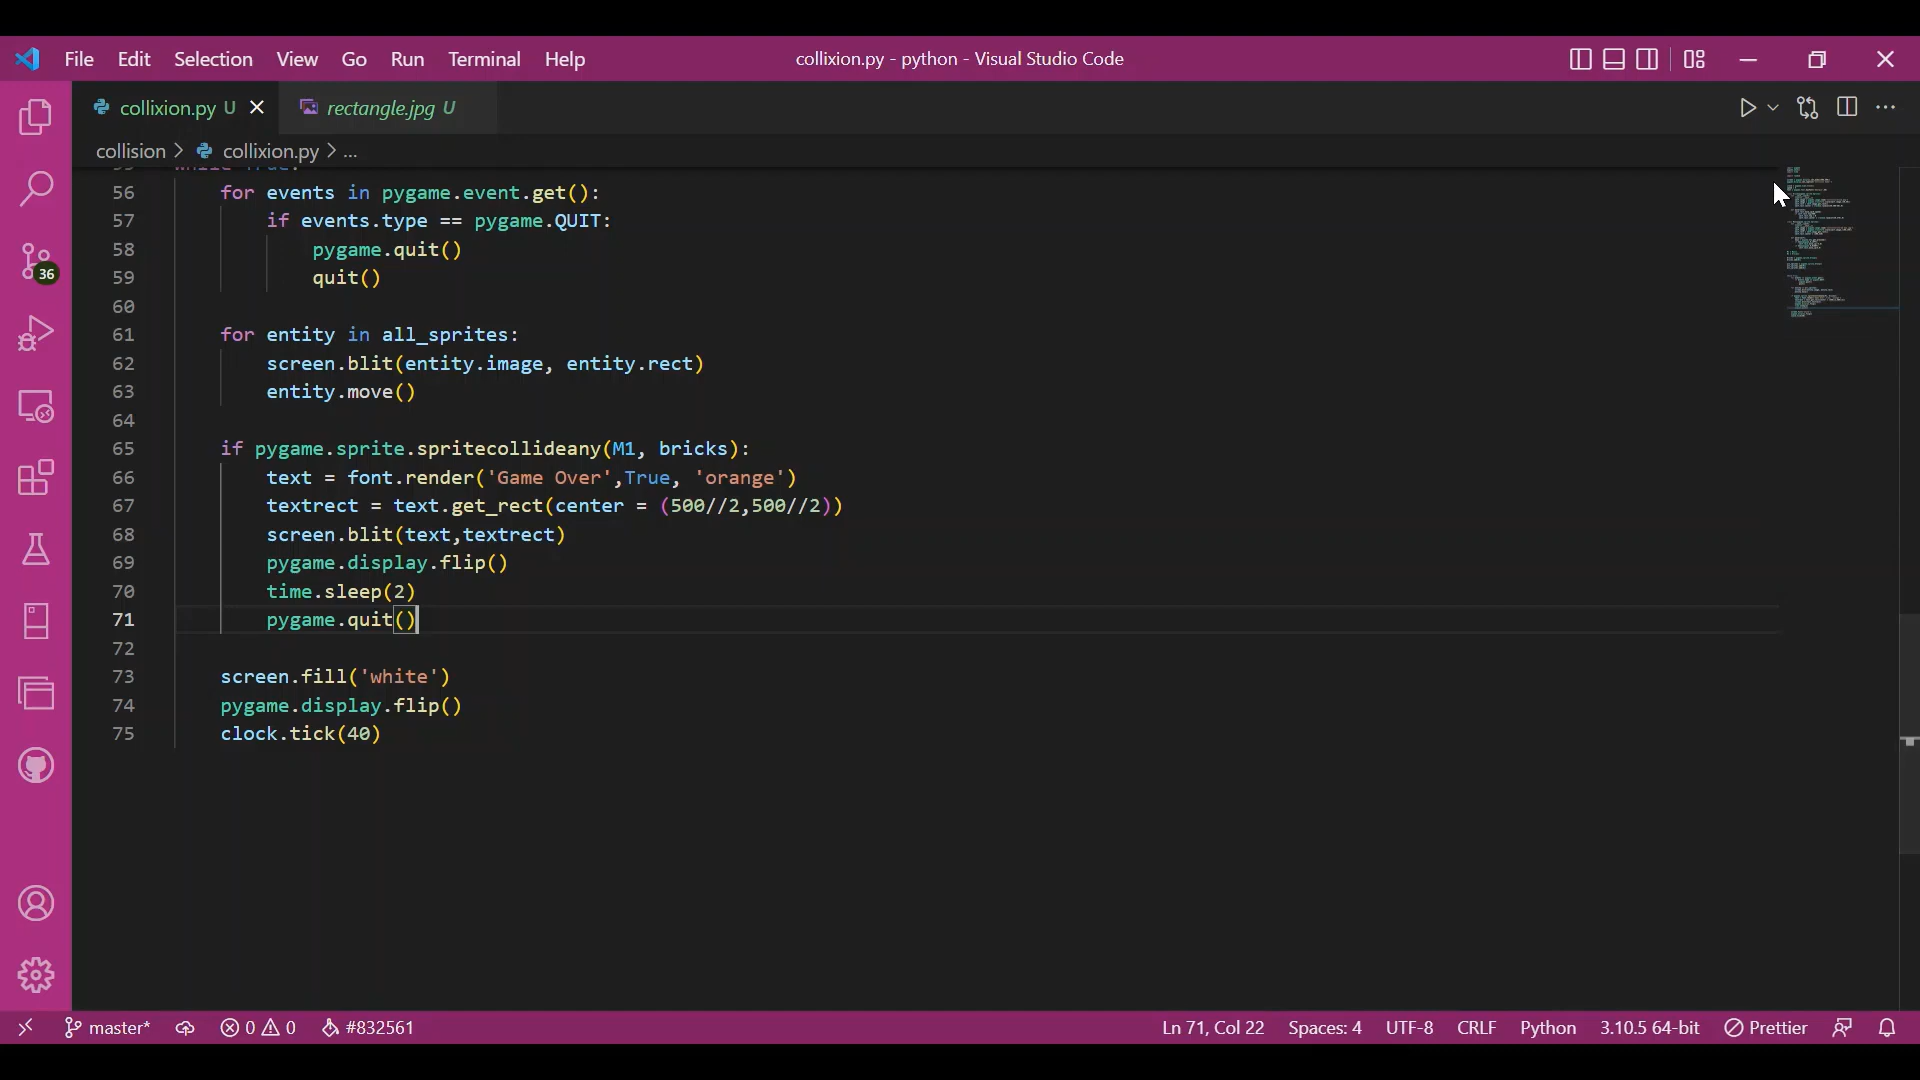 File Edit Selection View Go Run Terminal Help collixion.py - python - Visual Studio Code
collixion.py U rectangle.jpg U
collision > collixion.py > ...
56 for events in pygame.event.get():
57 if events.type == pygame.QUIT:
58 pygame.quit()
59 quit()
60
61 for entity in all_sprites:
62 screen.blit(entity.image, entity.rect)
63 entity.move()
64
65 if pygame.sprite.spritecollideany(M1, bricks):
66 text = font.render('Game Over',True, 'orange')
67 textrect = text.get_rect(center = (500//2,500//2))
68 screen.blit(text,textrect)
69 pygame.display.flip()
70 time.sleep(2)
71 pygame.quit()
72
73 screen.fill('white')
74 pygame.display.flip()
75 clock.tick(40)
36
master* 0 0 #832561 Ln 71, Col 22 Spaces: 4 UTF-8 CRLF Python 3.10.5 64-bit Prettier